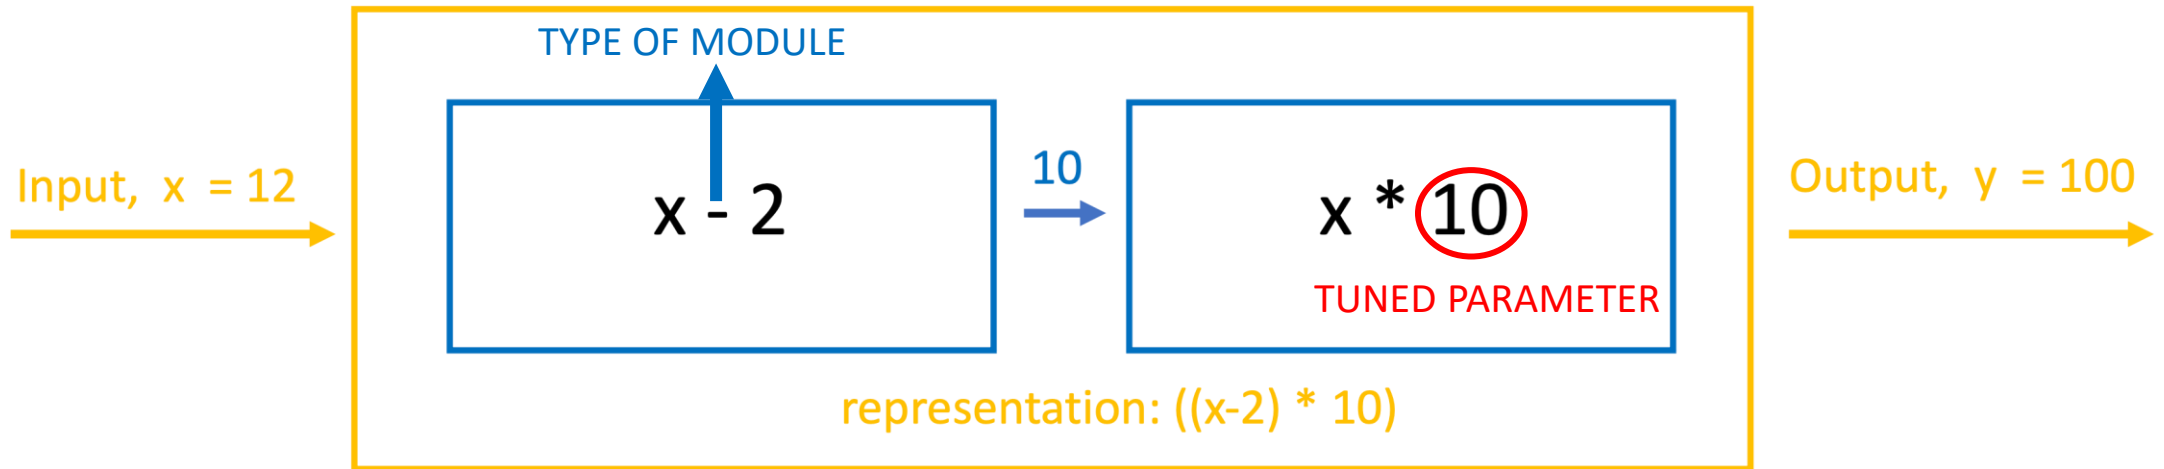 TYPE OF MODULE
Input, x = 12
x - 2
10
x * 10
TUNED PARAMETER
Output, y = 100
representation: ((x-2) * 10)